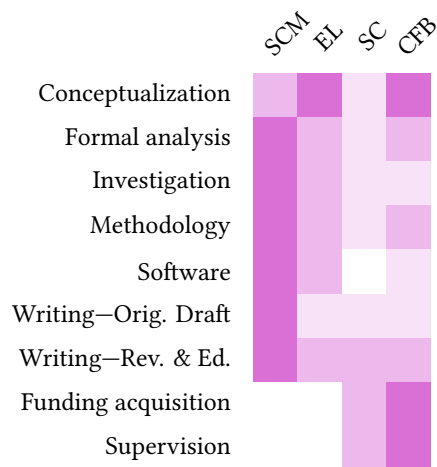 SCM EL SC CFB
Conceptualization
Formal analysis
Investigation
Methodology
Software
Writing—Orig. Draft
Writing—Rev. & Ed.
Funding acquisition
Supervision